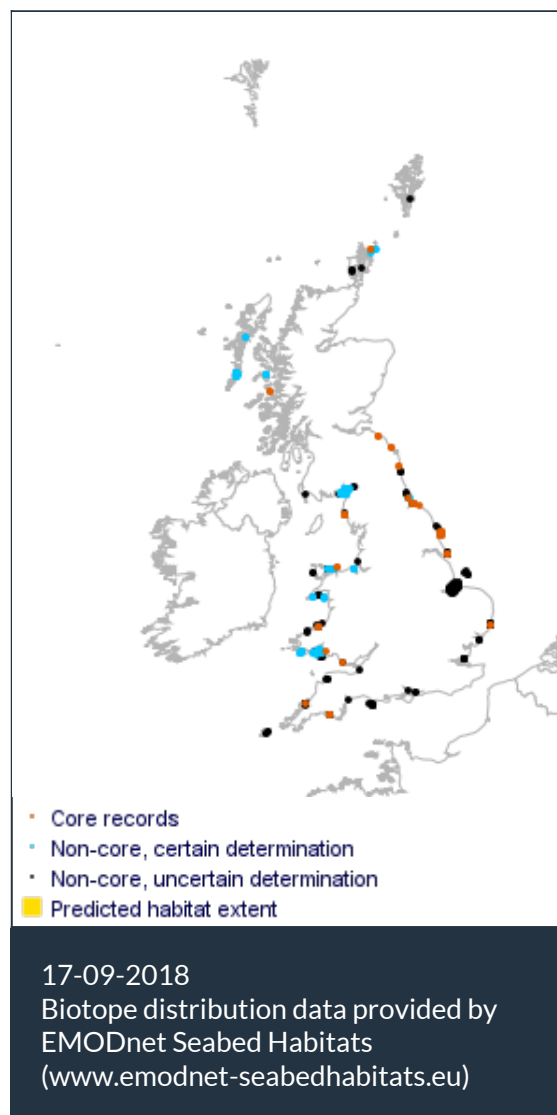 Core records
Non-core, certain determination
Non-core, uncertain determination
Predicted habitat extent
17-09-2018
Biotope distribution data provided by
EMODnet Seabed Habitats
(www.emodnet-seabedhabitats.eu)